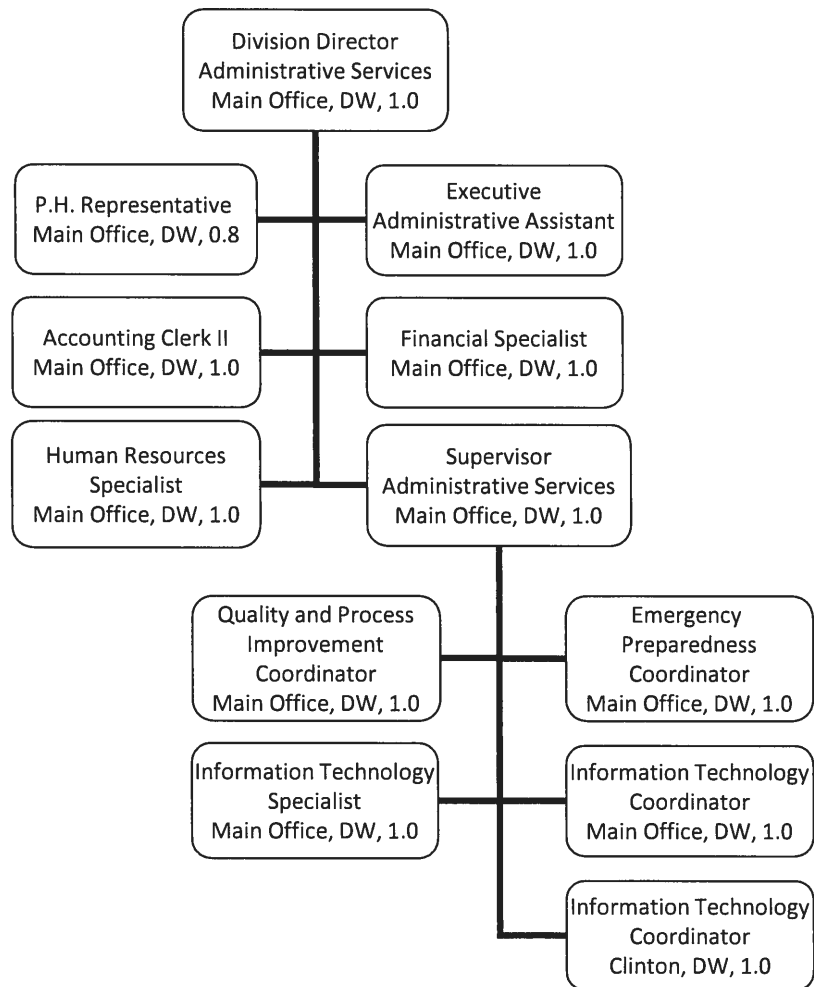 Division Director
Administrative Services
Main Office, DW, 1.0
P.H. Representative
Main Office, DW, 0.8
Executive
Administrative Assistant
Main Office, DW, 1.0
Accounting Clerk II
Main Office, DW, 1.0
Financial Specialist
Main Office, DW, 1.0
Human Resources
Specialist
Main Office, DW, 1.0
Supervisor
Administrative Services
Main Office, DW, 1.0
Quality and Process
Improvement
Coordinator
Main Office, DW, 1.0
Emergency
Preparedness
Coordinator
Main Office, DW, 1.0
Information Technology
Specialist
Main Office, DW, 1.0
Information Technology
Coordinator
Main Office, DW, 1.0
Information Technology
Coordinator
Clinton, DW, 1.0